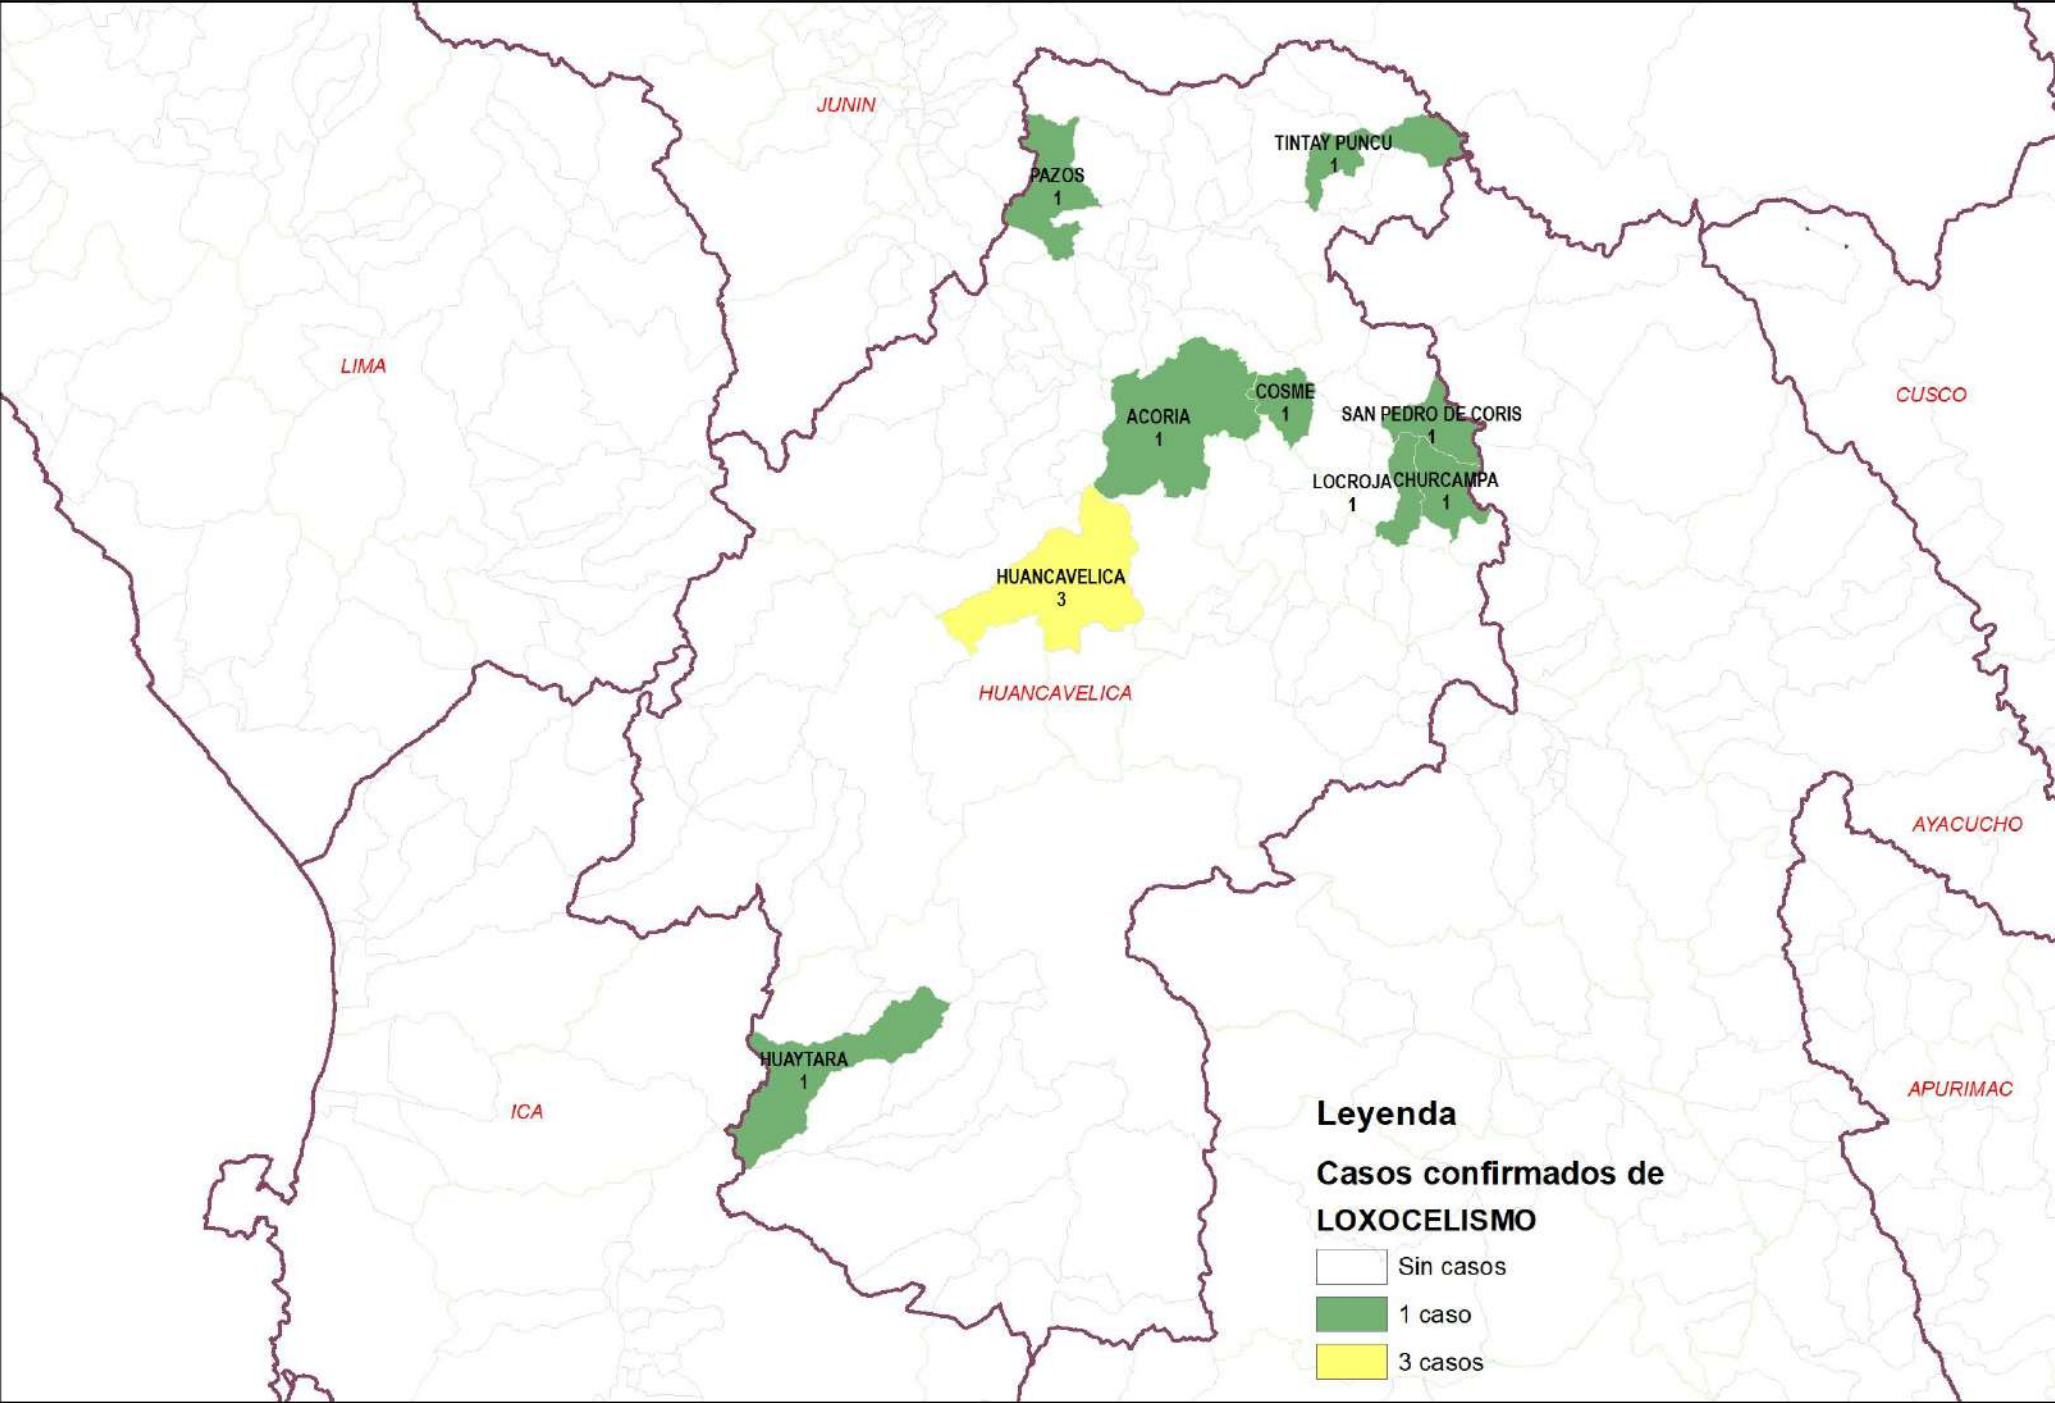 JUNIN
TINTAY PUNCU
1
PAZOS
1
LIMA
CUSCO
COSME
1
ACORIA
1
SAN PEDRO DE CORIS
1
LOCROJA
1
CHURCAMPA
1
HUANCAVELICA
3
HUANCAVELICA
AYACUCHO
HUAYTARA
1
ICA
APURIMAC
Leyenda
Casos confirmados de
LOXOCELISMO
Sin casos
1 caso
3 casos